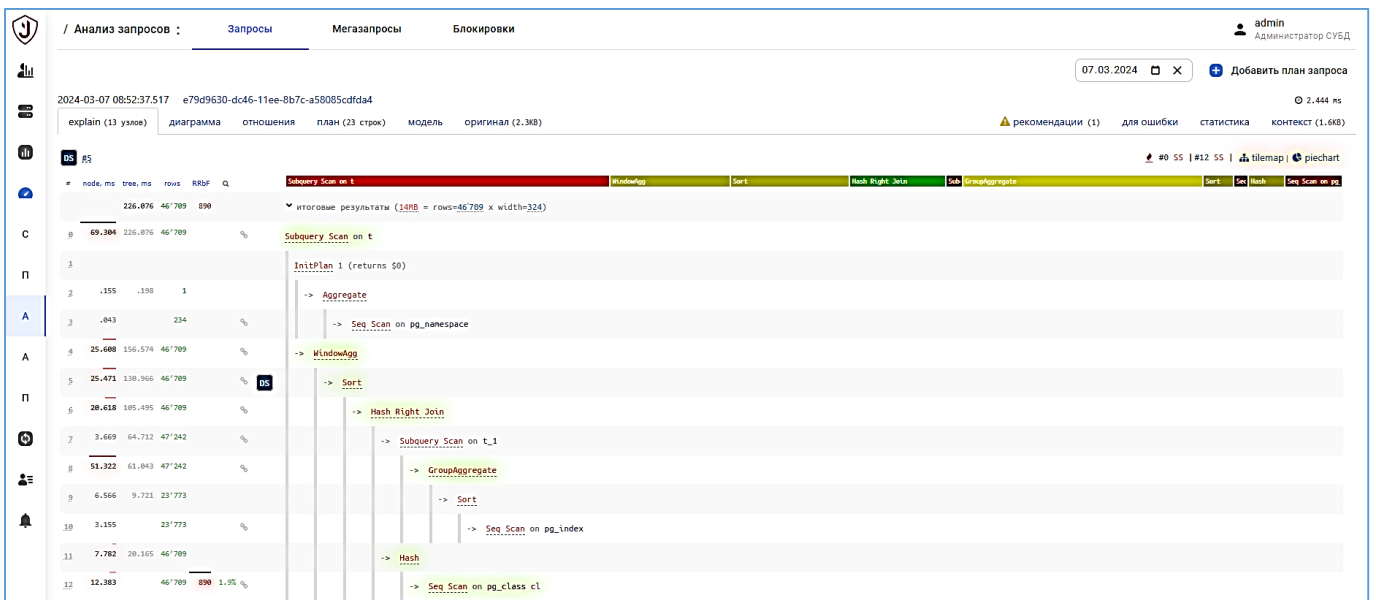 / Анализ запросов : Запросы Мегазапросы Блокировки admin
Администратор СУБД
07.03.2024 Добавить план запроса
2024-03-07 08:52:37.517 e79d9630-dc46-11ee-8b7c-a58085cdfda4 2.444 ms
explain (13 узлов) диаграмма отношения план (23 строк) модель оригинал (2.3KB) рекомендации (1) для ошибки статистика контекст (1.6KB)
DS #5 #0 SS | #12 SS | tilemap | piechart
# node, ms tree, ms rows RRbF Subquery Scan on t WindowAgg Sort Hash Right Join Sub GroupAggregate Sort Sec Hash Seq Scan on pg_
226.076 46'709 890 итоговые результаты (14MB = rows=46'709 x width=324)
0 69.304 226.076 46'709 Subquery Scan on t
1 InitPlan 1 (returns $0)
2 .155 .198 1 -> Aggregate
3 .043 234 -> Seq Scan on pg_namespace
4 25.608 156.574 46'709 -> WindowAgg
5 25.471 130.966 46'709 DS -> Sort
6 20.618 105.495 46'709 -> Hash Right Join
7 3.669 64.712 47'242 -> Subquery Scan on t_1
8 51.322 61.043 47'242 -> GroupAggregate
9 6.566 9.721 23'773 -> Sort
10 3.155 23'773 -> Seq Scan on pg_index
11 7.782 20.165 46'709 -> Hash
12 12.383 46'709 890 1.9% -> Seq Scan on pg_class cl
С
П
А
А
П